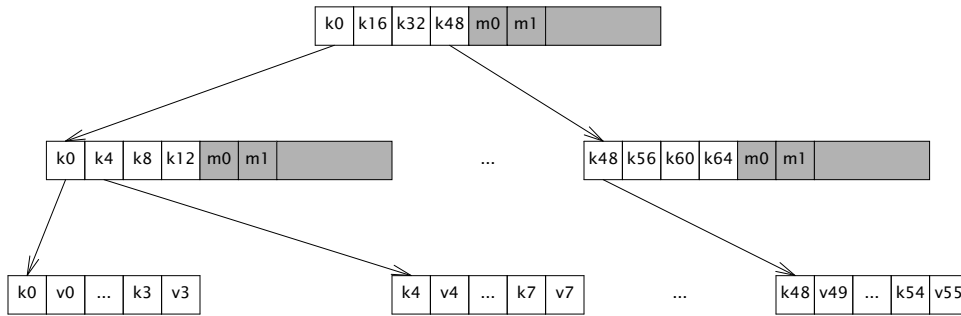 k0 k16 k32 k48 m0 m1
k0 k4 k8 k12 m0 m1 ... k48 k56 k60 k64 m0 m1
k0 v0 ... k3 v3 k4 v4 ... k7 v7 ... k48 v49 ... k54 v55